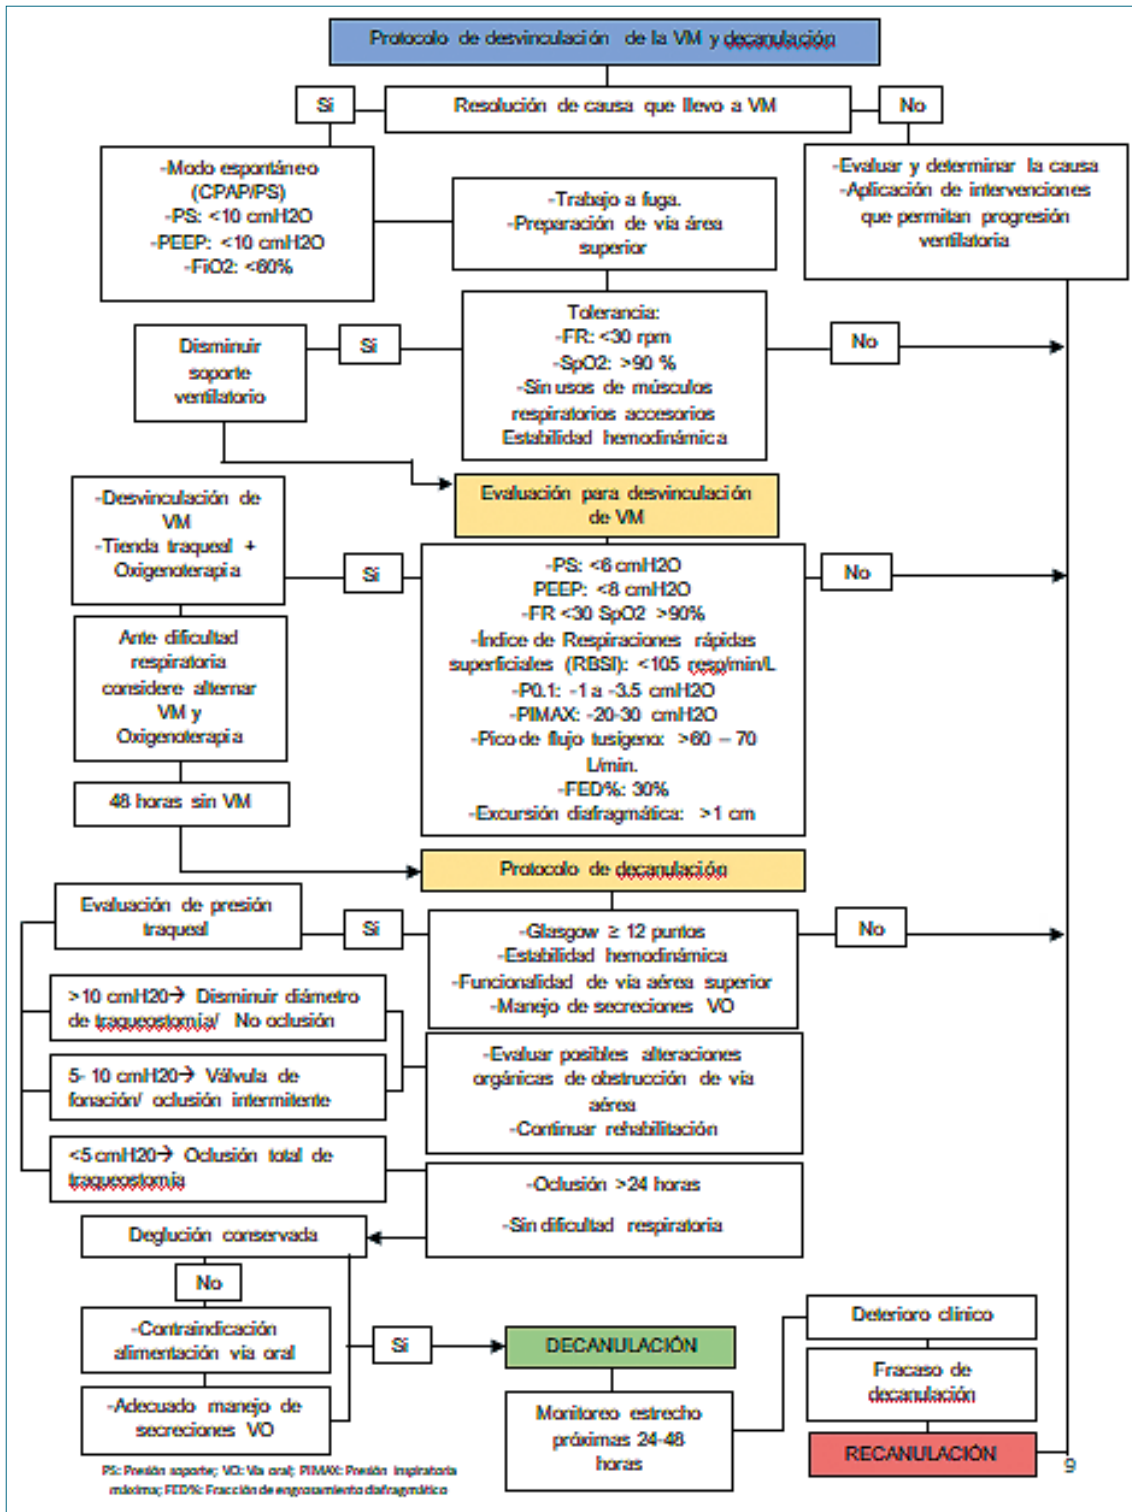 Protocolo de desvinculación de la VM y decanulación
Si
Resolución de causa que llevo a VM
No
-Modo espontáneo
(CPAP/PS)
-PS: <10 cmH2O
-PEEP: <10 cmH2O
-FiO2: <60%
-Trabajo a fuga.
-Preparación de vía área
superior
-Evaluar y determinar la causa
-Aplicación de intervenciones
que permitan progresión
ventilatoria
Disminuir
soporte
ventilatorio
Si
Tolerancia:
-FR: <30 rpm
-SpO2: >90 %
-Sin usos de músculos
respiratorios accesorios
Estabilidad hemodinámica
No
Evaluación para desvinculación
de VM
-Desvinculación de
VM
-Tienda traqueal +
Oxigenoterapia
Si
-PS: <6 cmH2O
PEEP: <8 cmH2O
-FR <30 SpO2 >90%
-Índice de Respiraciones rápidas
superficiales (RBSI): <105 resp/min/L
-P0.1: -1 a -3.5 cmH2O
-PIMAX: -20-30 cmH2O
-Pico de flujo tusígeno: >60 – 70
L/min.
-FED%: 30%
-Excursión diafragmática: >1 cm
No
Ante dificultad
respiratoria
considere alternar
VM y
Oxigenoterapia
48 horas sin VM
Protocolo de decanulación
Evaluación de presión
traqueal
Si
-Glasgow ≥ 12 puntos
-Estabilidad hemodinámica
-Funcionalidad de vía aérea superior
-Manejo de secreciones VO
No
>10 cmH20→ Disminuir diámetro
de traqueostomía/ No oclusión
5- 10 cmH20→ Válvula de
fonación/ oclusión intermitente
-Evaluar posibles alteraciones
orgánicas de obstrucción de vía
aérea
-Continuar rehabilitación
<5 cmH20→ Oclusión total de
traqueostomía
-Oclusión >24 horas
-Sin dificultad respiratoria
Deglución conservada
No
-Contraindicación
alimentación vía oral
-Adecuado manejo de
secreciones VO
Si
DECANULACIÓN
Monitoreo estrecho
próximas 24-48
horas
Deterioro clínico
Fracaso de
decanulación
RECANULACIÓN
9
PS: Presión soporte; VO: Vía oral; PIMAX: Presión inspiratoria
máxima; FED%: Fracción de engrosamiento diafragmático